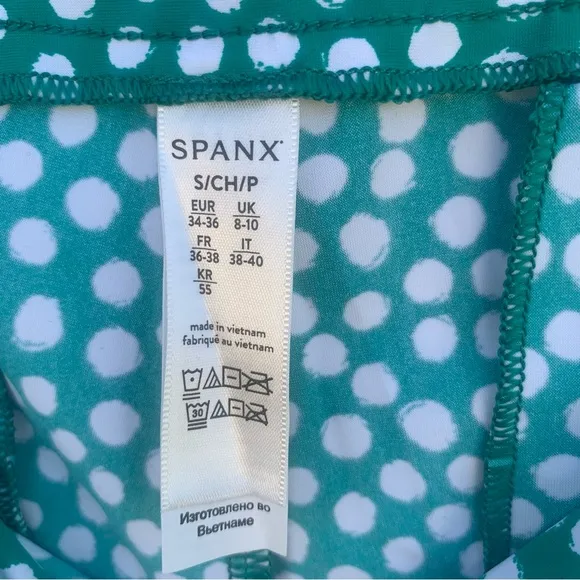 SPANX
S/CH/P
EUR UK
34-36 8-10
FR IT
36-38 38-40
KR
55
made in vietnam
fabriqué au vietnam
30
Изготовлено во
Вьетнаме